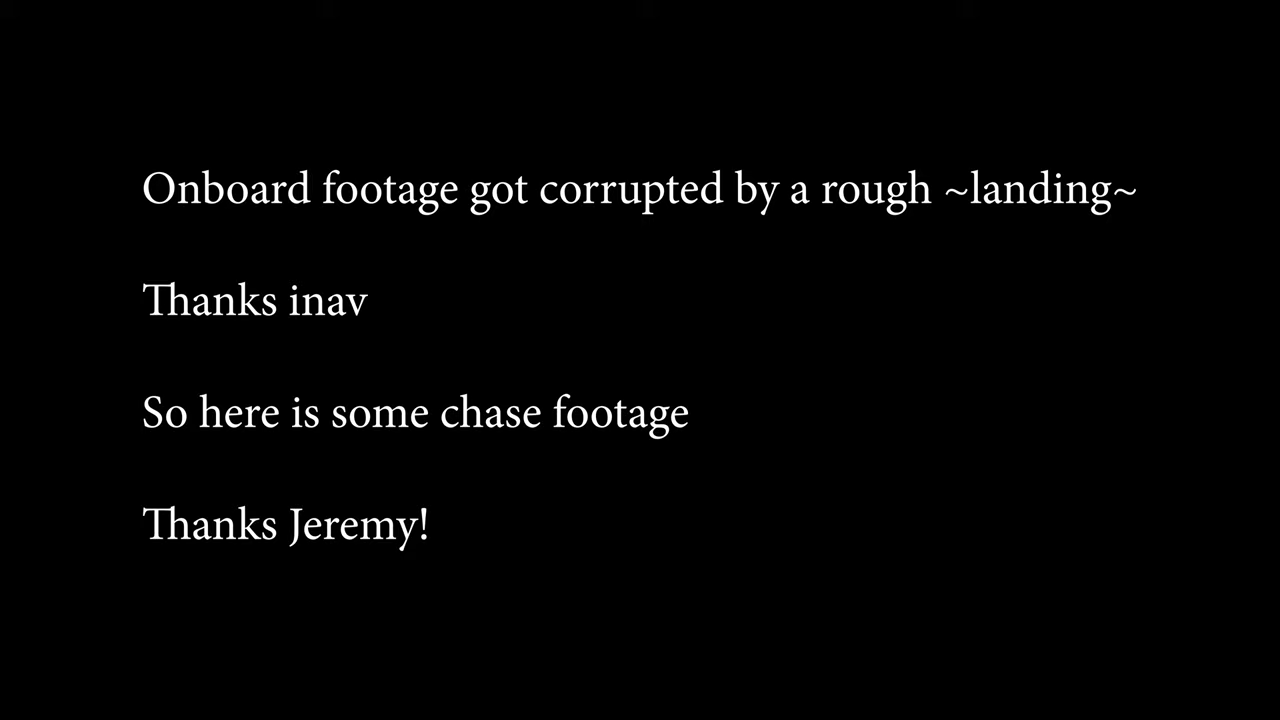 Onboard footage got corrupted by a rough ~landing~
Thanks inav
So here is some chase footage
Thanks Jeremy!